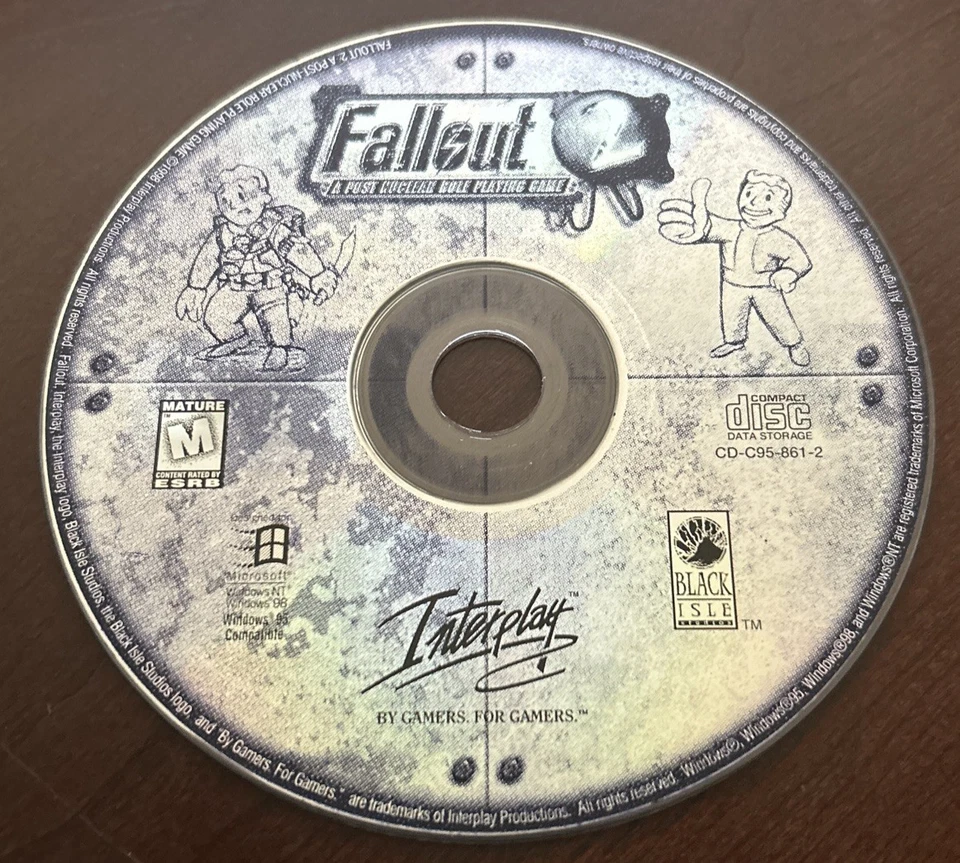 Fallout 2
A POST NUCLEAR ROLE PLAYING GAME
MATURE
M
CONTENT RATED BY
ESRB
COMPACT
disc
DATA STORAGE
CD-C95-861-2
Microsoft®
Windows NT
Windows 98
Windows 95
Compatible
BLACK
ISLE
STUDIOS
TM
Interplay™
BY GAMERS. FOR GAMERS.™
FALLOUT 2: A POST-NUCLEAR ROLE PLAYING GAME ©1998 Interplay Productions. All rights reserved. Fallout, Interplay, the Interplay logo, Black Isle Studios, the Black Isle Studios logo, and "By Gamers. For Gamers." are trademarks of Interplay Productions. All rights reserved. Windows®, Windows®95, Windows®98, and Windows®NT are registered trademarks of Microsoft Corporation. All rights reserved. All other trademarks and copyrights are properties of their respective owners.